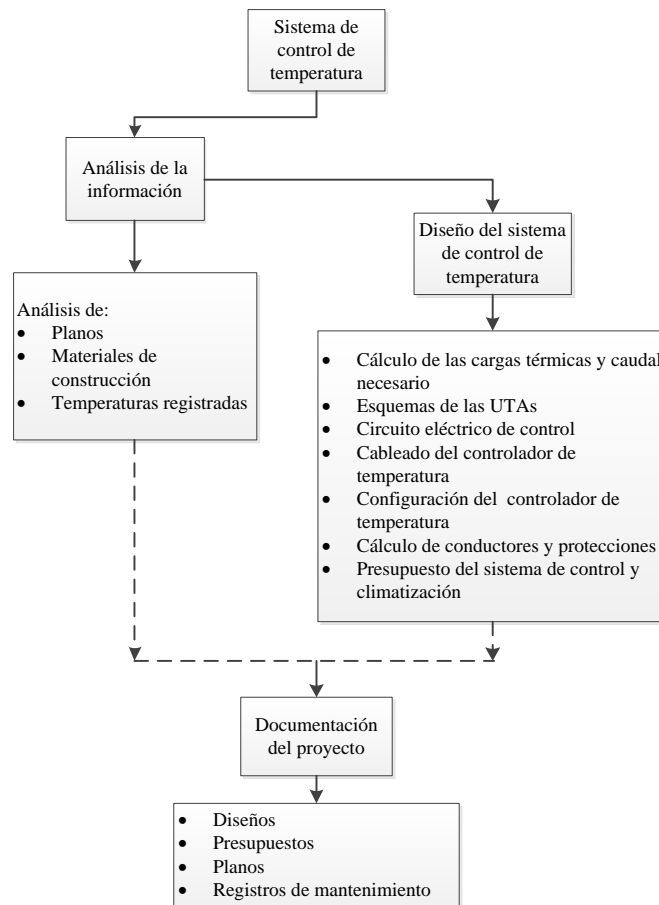 Sistema de
control de
temperatura
Análisis de la
información
Diseño del sistema
de control de
temperatura
Análisis de:
• Planos
• Materiales de
construcción
• Temperaturas registradas
• Cálculo de las cargas térmicas y caudal
necesario
• Esquemas de las UTAs
• Circuito eléctrico de control
• Cableado del controlador de
temperatura
• Configuración del controlador de
temperatura
• Cálculo de conductores y protecciones
• Presupuesto del sistema de control y
climatización
Documentación
del proyecto
• Diseños
• Presupuestos
• Planos
• Registros de mantenimiento